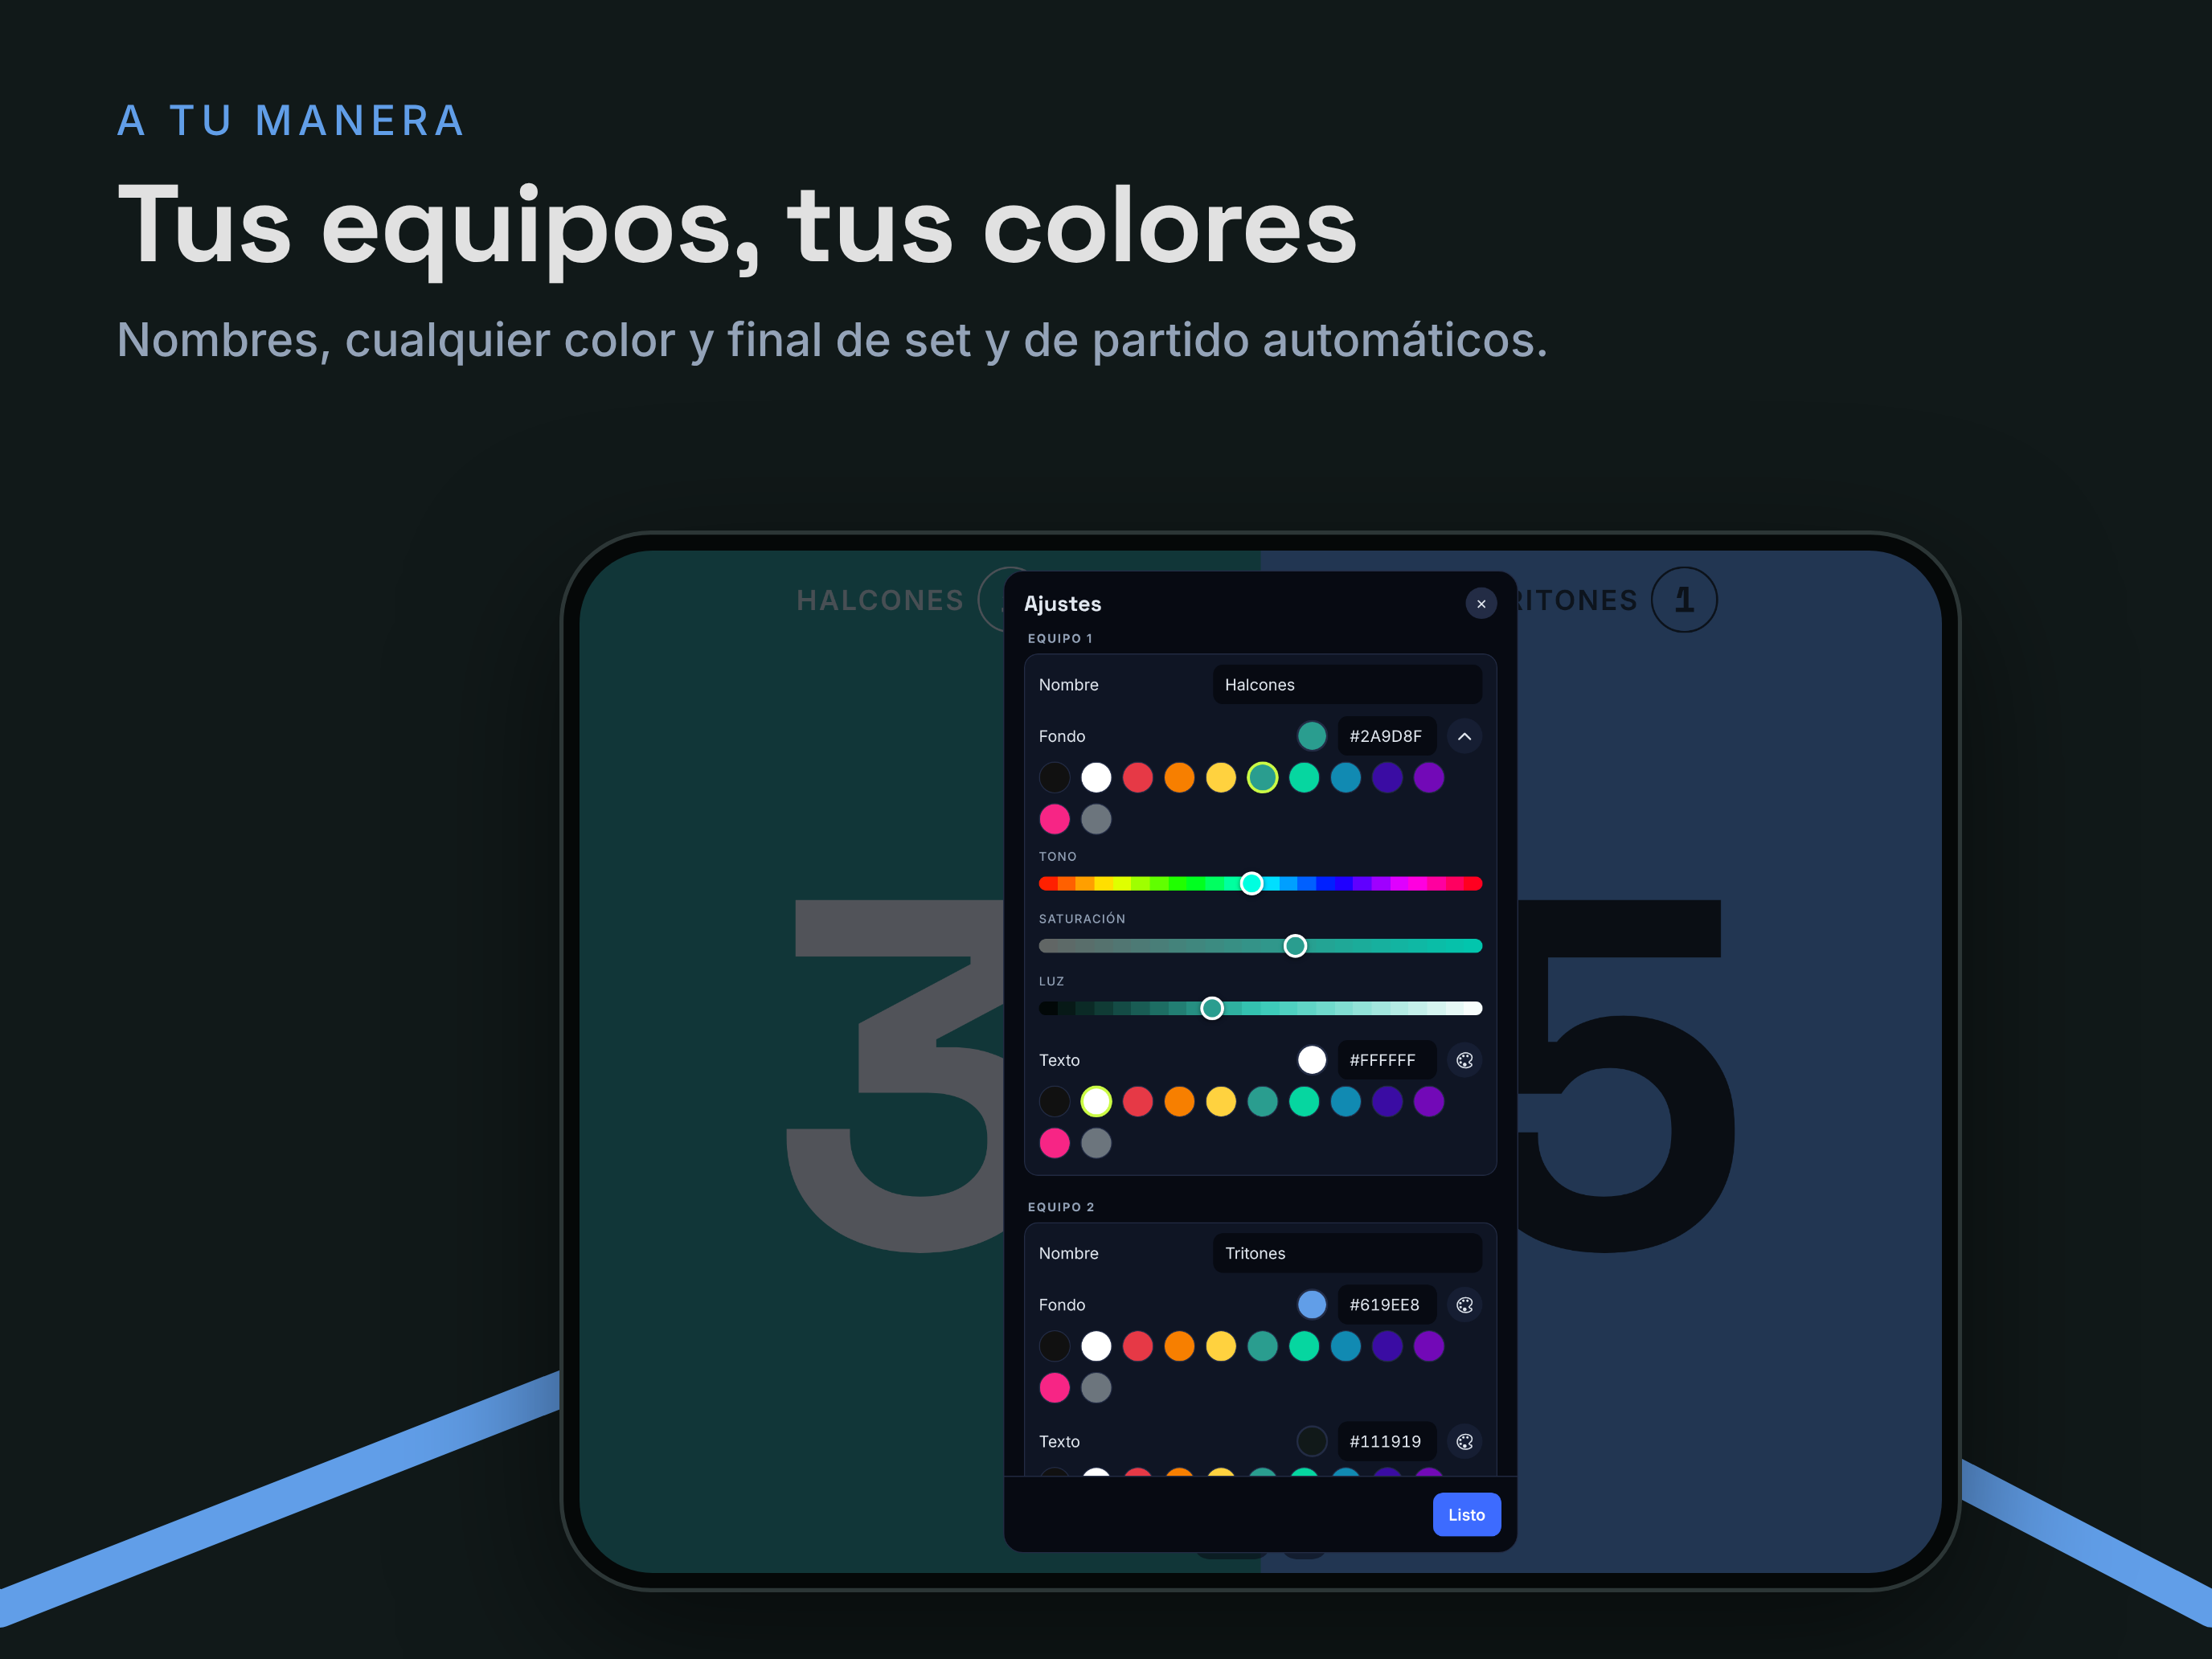 A TU MANERA
Tus equipos, tus colores
Nombres, cualquier color y final de set y de partido automáticos.
HALCONES
1
Ajustes
EQUIPO 1
Nombre Halcones
Fondo #2A9D8F
TONO
SATURACIÓN
LUZ
Texto #FFFFFF
EQUIPO 2
Nombre Tritones
Fondo #619EE8
Texto #111919
Listo
3
5